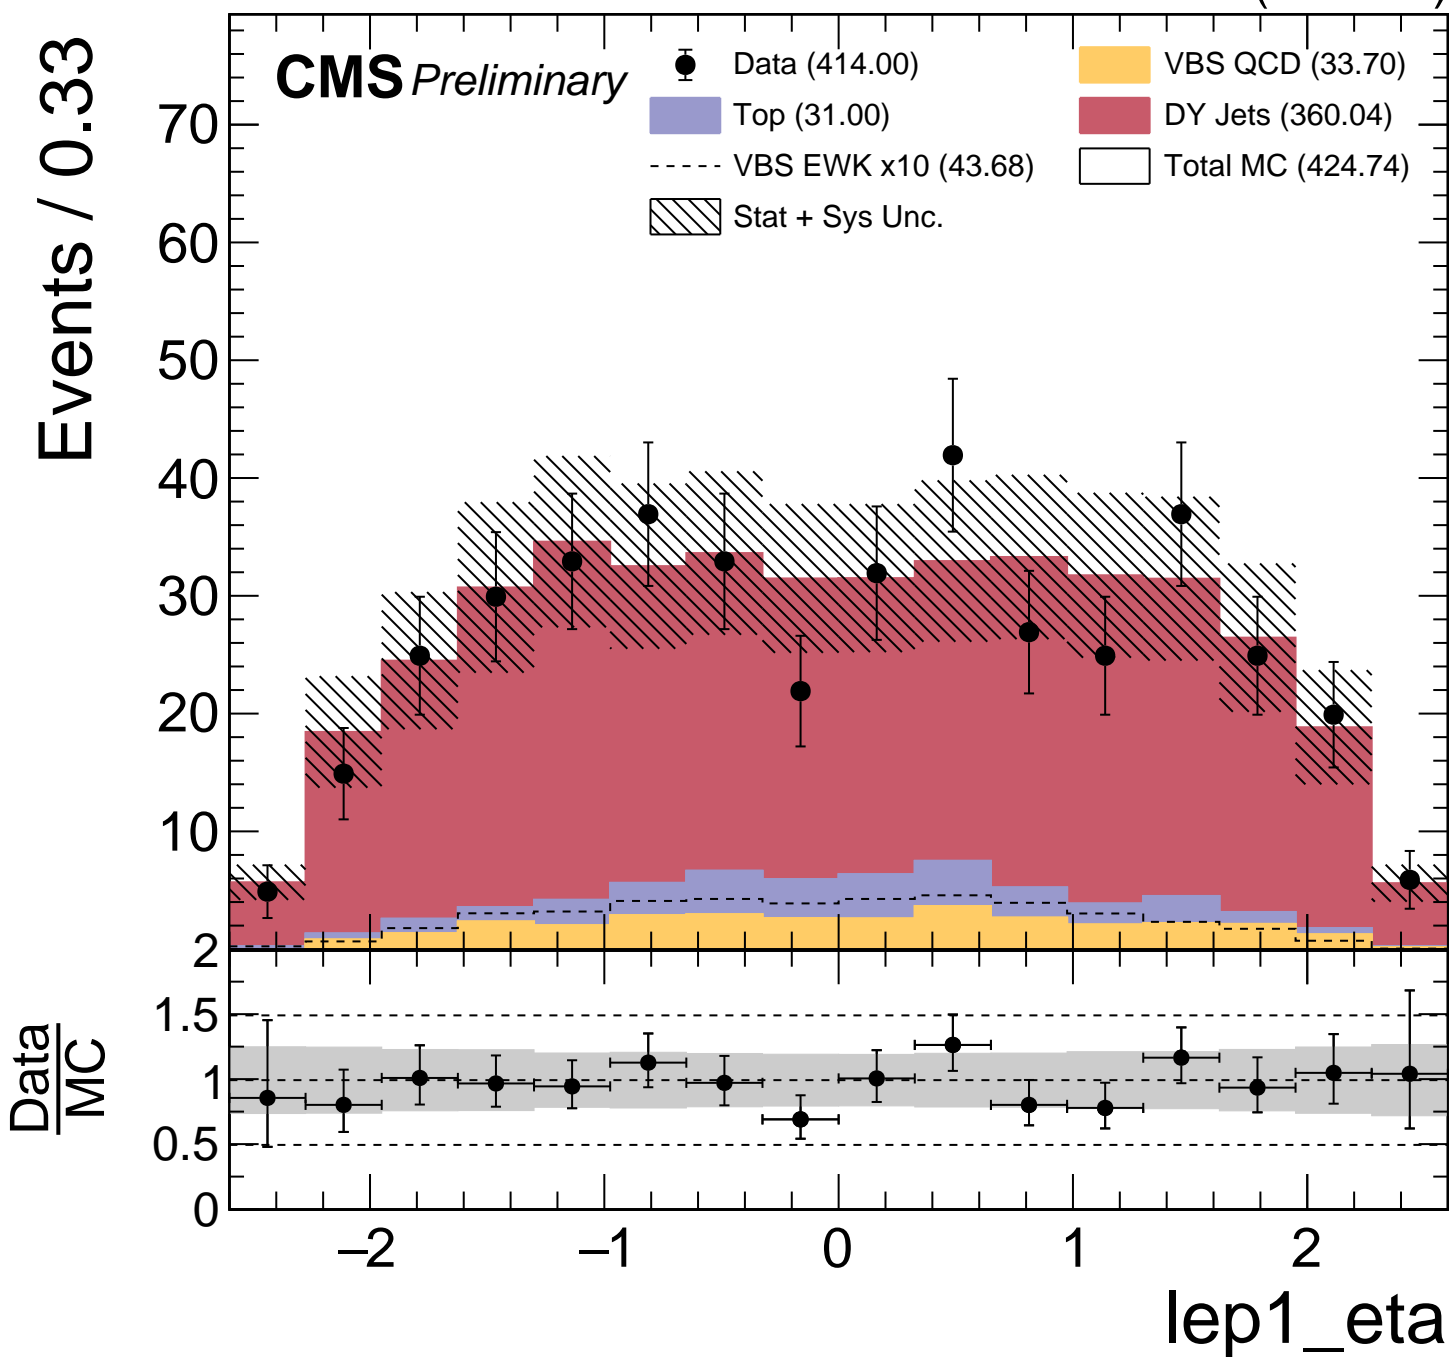 CMS Preliminary
Data (414.00)
VBS QCD (33.70)
Top (31.00)
DY Jets (360.04)
VBS EWK x10 (43.68)
Total MC (424.74)
Stat + Sys Unc.
Events / 0.33
70
60
50
40
30
20
10
2
1.5
1
0.5
0
Data
MC
–2
–1
0
1
2
lep1_eta